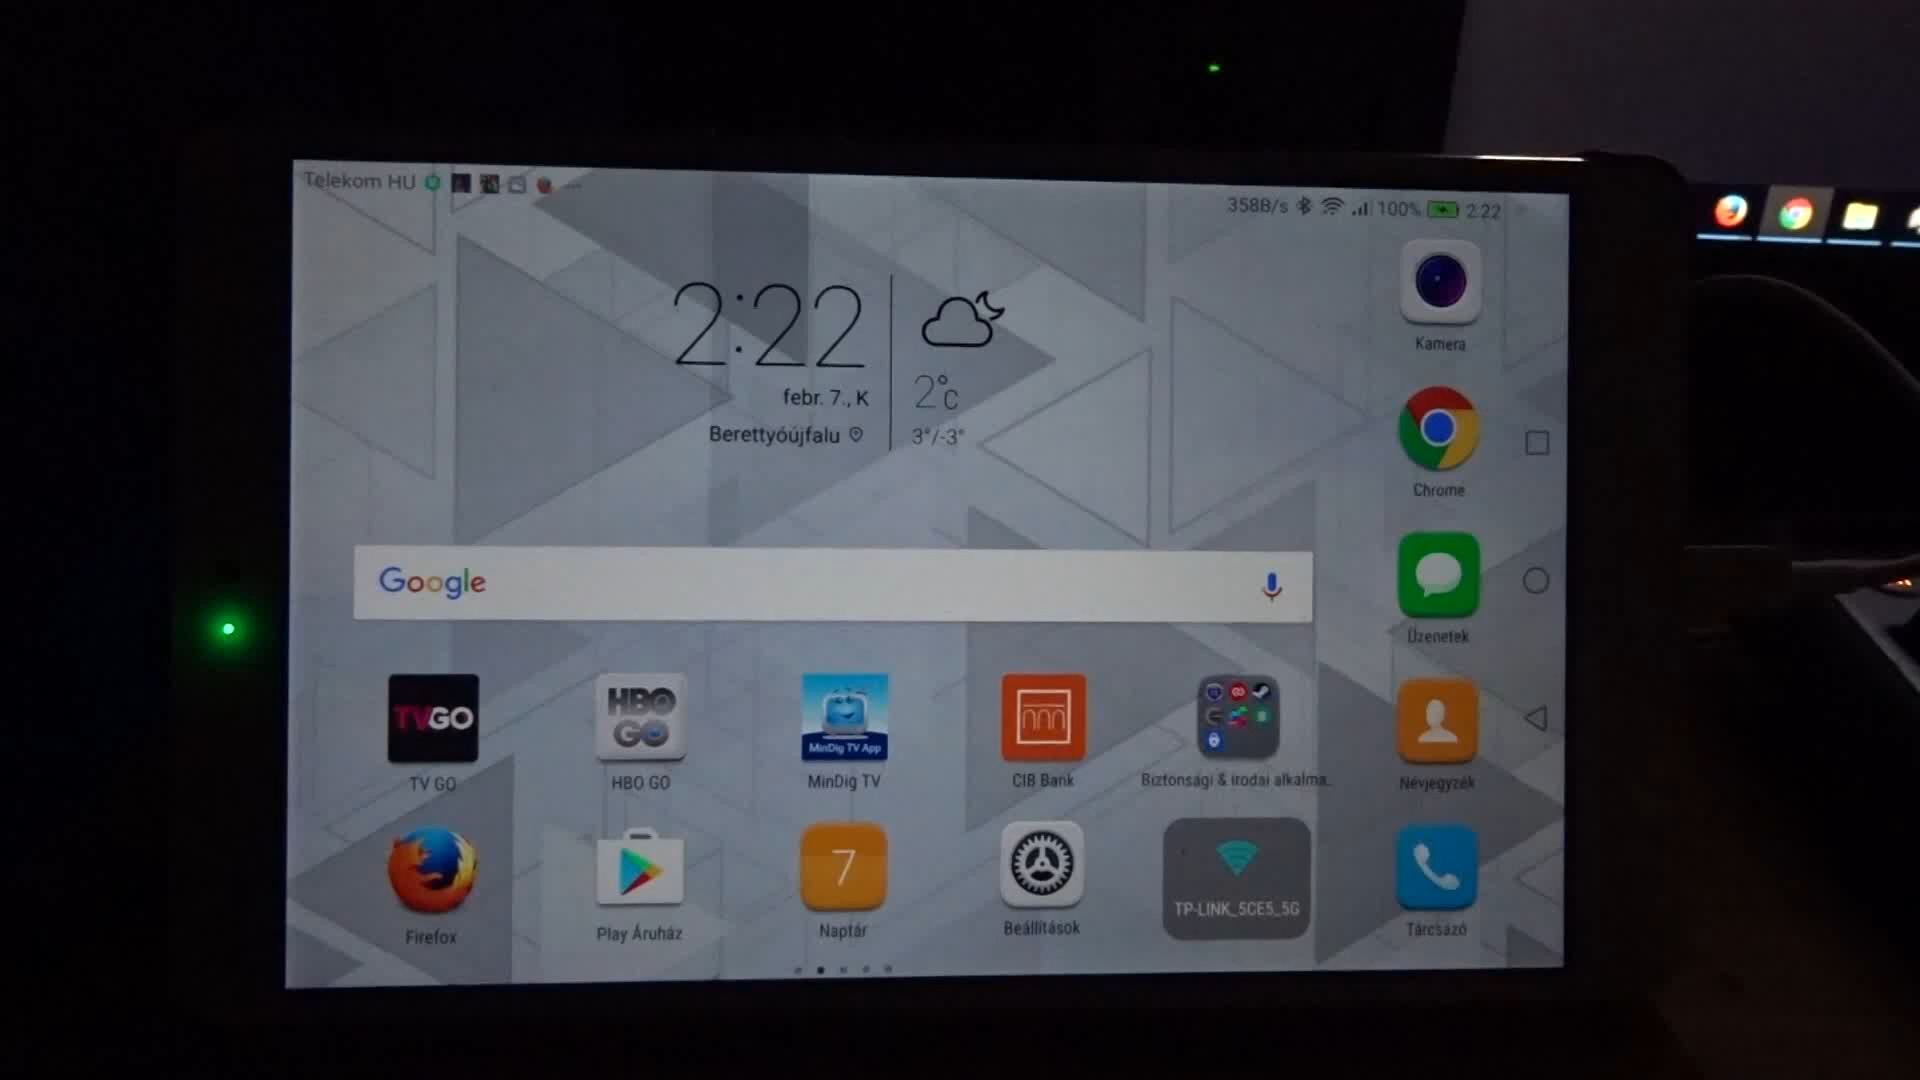 Telekom HU
358B/s 100% 2:22
2:22
febr. 7., K
Berettyóújfalu
2°C
3°/-3°
Kamera
Chrome
Google
Üzenetek
TVGO
HBO GO
MinDig TV App
TV GO
HBO GO
MinDig TV
CIB Bank
Biztonsági & irodai alkalma...
Névjegyzék
7
TP-LINK_5CE5_5G
Firefox
Play Áruház
Naptár
Beállítások
Tárcsázó